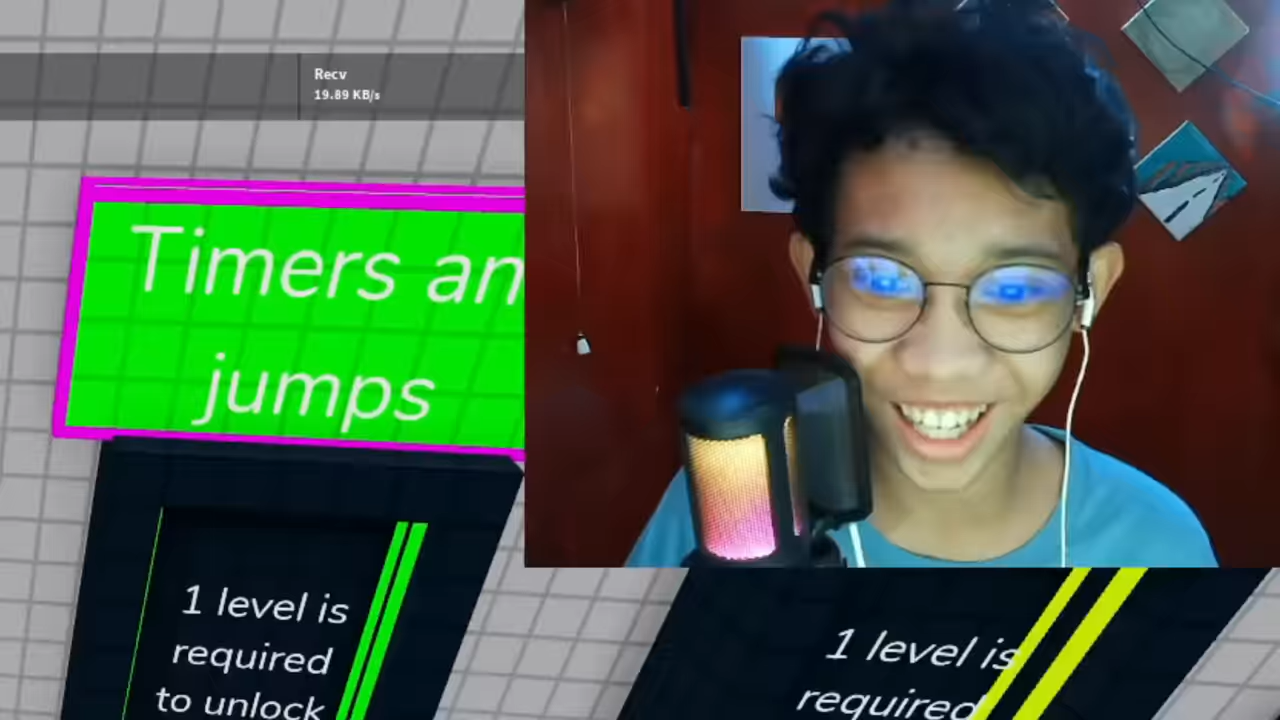 Recv
19.89 KB/s
Timers an
jumps
1 level is
required
to unlock
1 level is
required